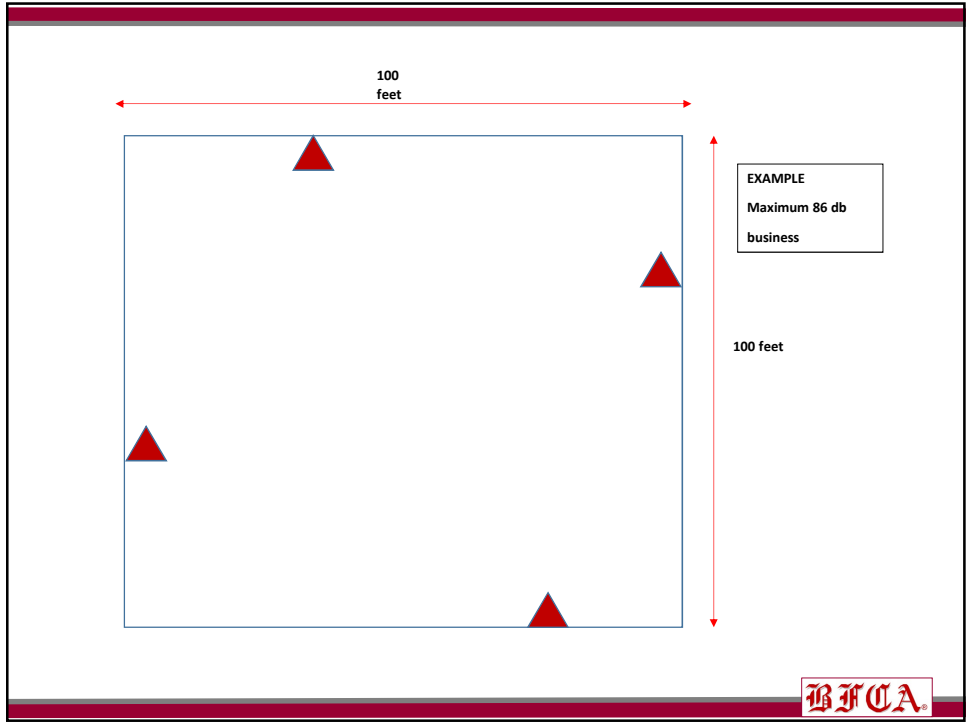 100
feet
EXAMPLE
Maximum 86 db
business
100 feet
BFCA®